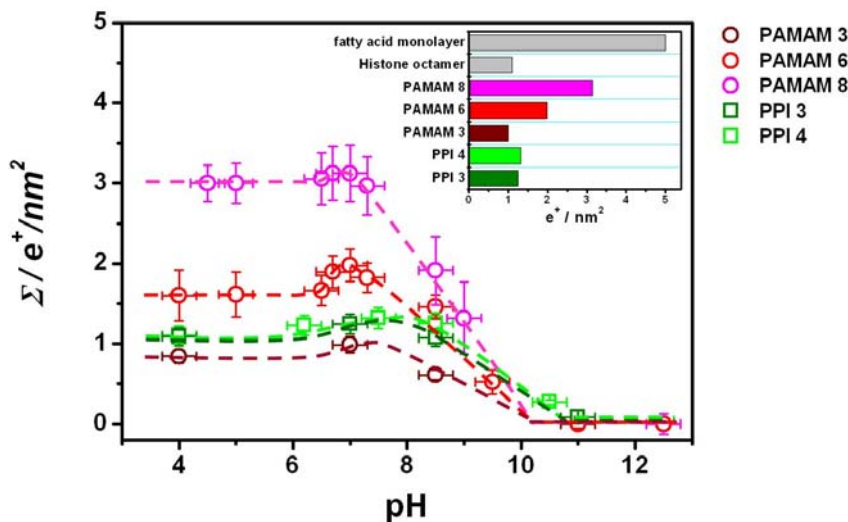 5
4
3
2
1
0
Σ / e⁺/nm²
4
6
8
10
12
pH
fatty acid monolayer
Histone octamer
PAMAM 8
PAMAM 6
PAMAM 3
PPI 4
PPI 3
0
1
2
3
4
5
e⁺ / nm²
PAMAM 3
PAMAM 6
PAMAM 8
PPI 3
PPI 4